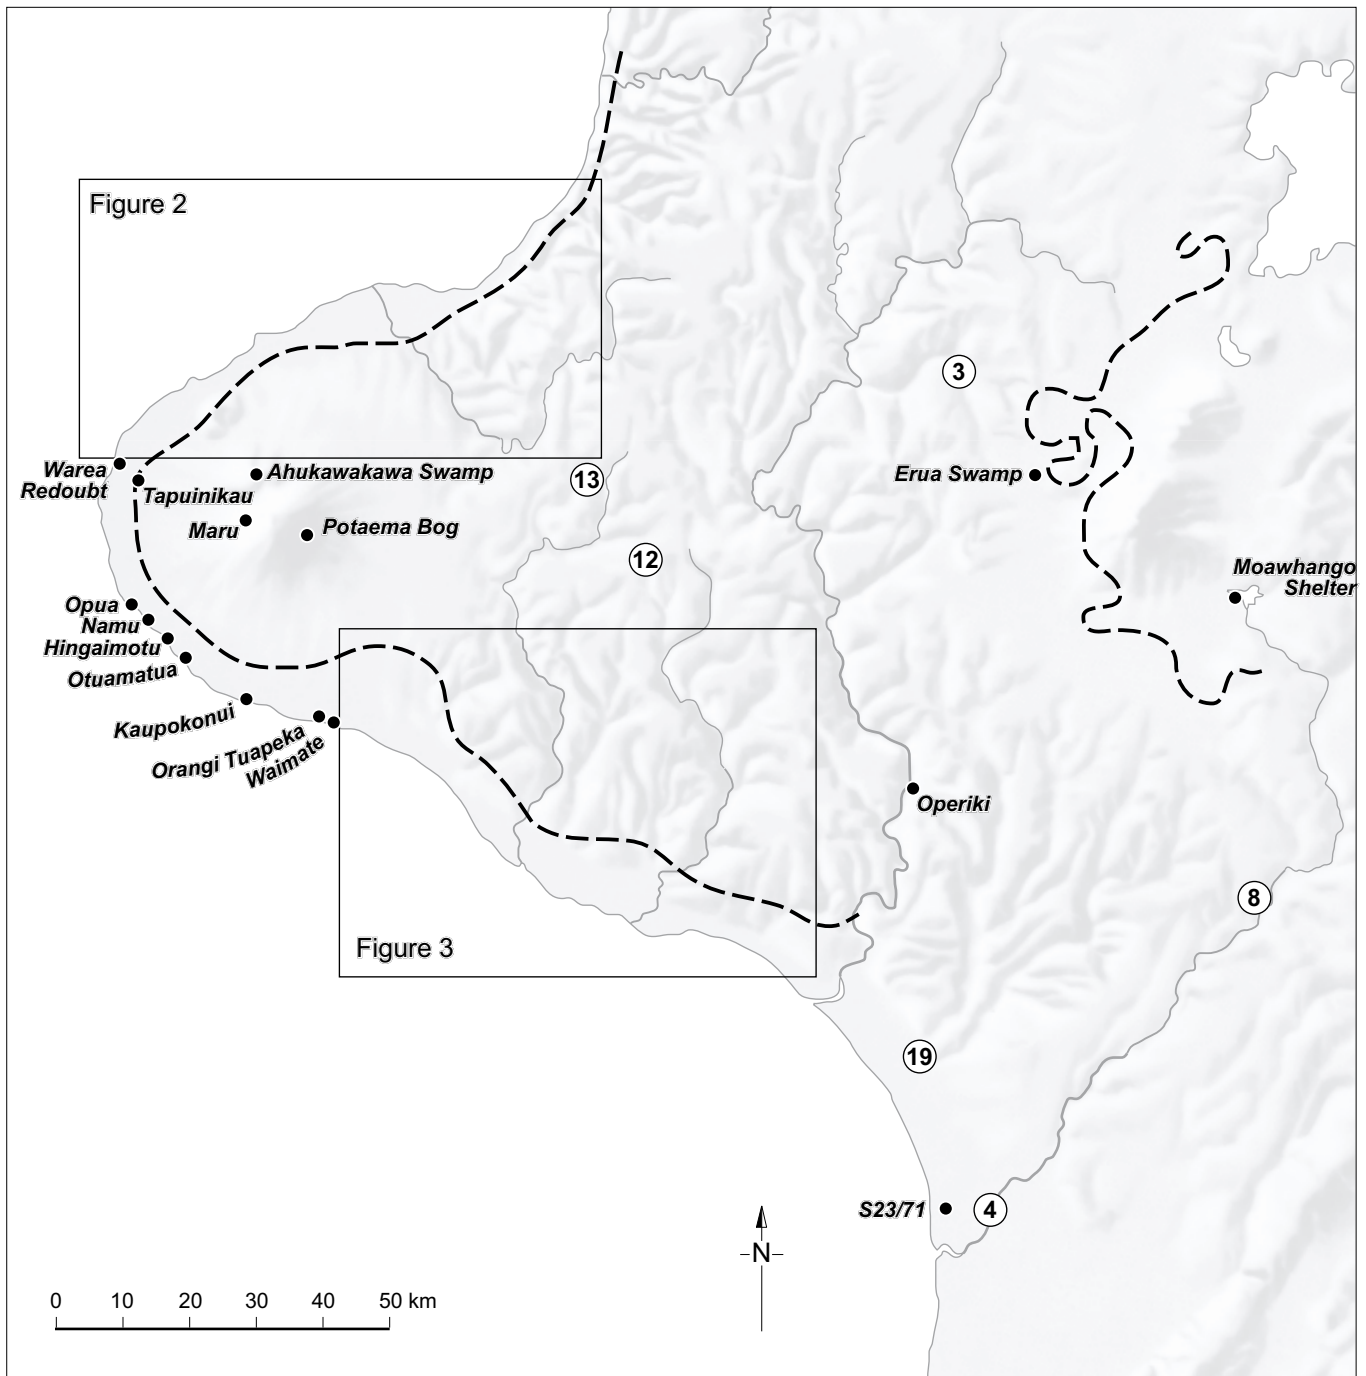 Figure 2
3
Warea
Redoubt
Tapuinikau
Ahukawakawa Swamp
13
Erua Swamp
Maru
Potaema Bog
12
Moawhango
Shelter
Opua
Namu
Hingaimotu
Otuamatua
Kaupokonui
Orangi Tuapeka
Waimate
Operiki
8
Figure 3
19
S23/71
4
N
0 10 20 30 40 50 km